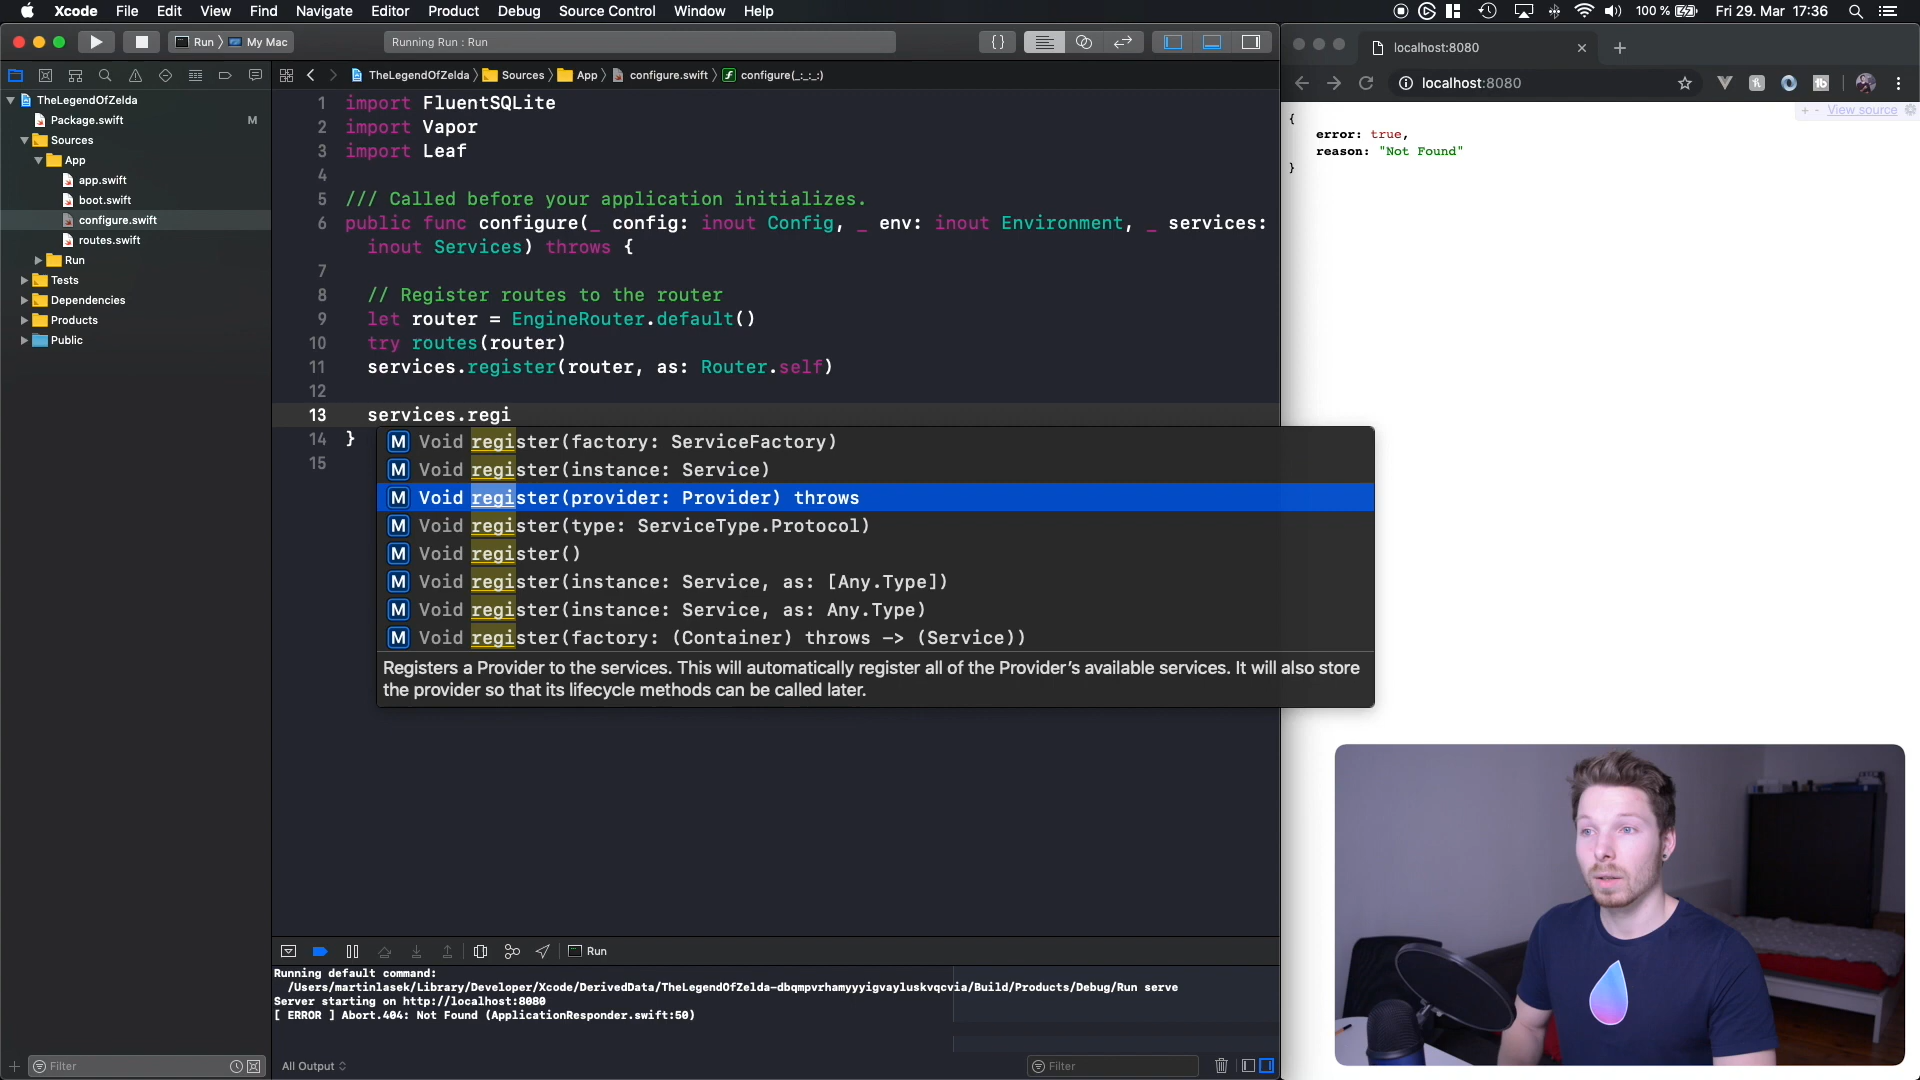 Xcode File Edit View Find Navigate Editor Product Debug Source Control Window Help
100 % Fri 29. Mar 17:36
Run My Mac
Running Run : Run
{}
localhost:8080
localhost:8080
TheLegendOfZelda Sources App configure.swift configure(_:_:_:)
TheLegendOfZelda
Package.swift M
Sources
App
app.swift
boot.swift
configure.swift
routes.swift
Run
Tests
Dependencies
Products
Public
1 import FluentSQLite
2 import Vapor
3 import Leaf
4
5 /// Called before your application initializes.
6 public func configure(_ config: inout Config, _ env: inout Environment, _ services:
inout Services) throws {
7
8 // Register routes to the router
9 let router = EngineRouter.default()
10 try routes(router)
11 services.register(router, as: Router.self)
12
13 services.regi
14 }
15
M Void register(factory: ServiceFactory)
M Void register(instance: Service)
M Void register(provider: Provider) throws
M Void register(type: ServiceType.Protocol)
M Void register()
M Void register(instance: Service, as: [Any.Type])
M Void register(instance: Service, as: Any.Type)
M Void register(factory: (Container) throws -> (Service))
Registers a Provider to the services. This will automatically register all of the Provider's available services. It will also store
the provider so that its lifecycle methods can be called later.
+ - View source
{
error: true,
reason: "Not Found"
}
Run
Running default command:
/Users/martinlasek/Library/Developer/Xcode/DerivedData/TheLegendOfZelda-dbqmpvrhamyyyigvayluskvqcvia/Build/Products/Debug/Run serve
Server starting on http://localhost:8080
[ ERROR ] Abort.404: Not Found (ApplicationResponder.swift:50)
Filter
All Output
Filter